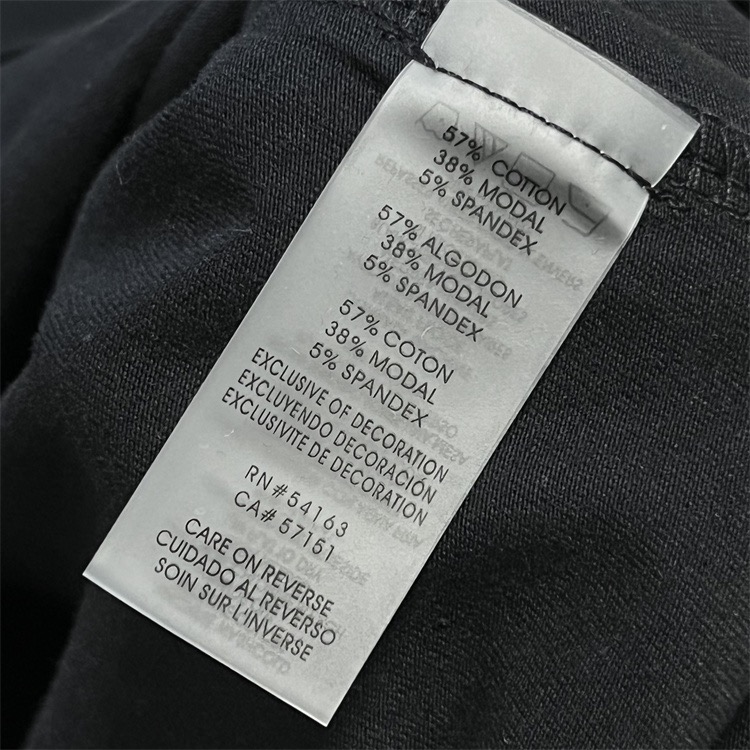 57% COTTON
38% MODAL
5% SPANDEX
57% ALGODON
38% MODAL
5% SPANDEX
57% COTON
38% MODAL
5% SPANDEX
EXCLUSIVE OF DECORATION
EXCLUYENDO DECORACIÓN
EXCLUSIVITE DE DECORATION
RN#54163
CA# 57151
CARE ON REVERSE
CUIDADO AL REVERSO
SOIN SUR L'INVERSE